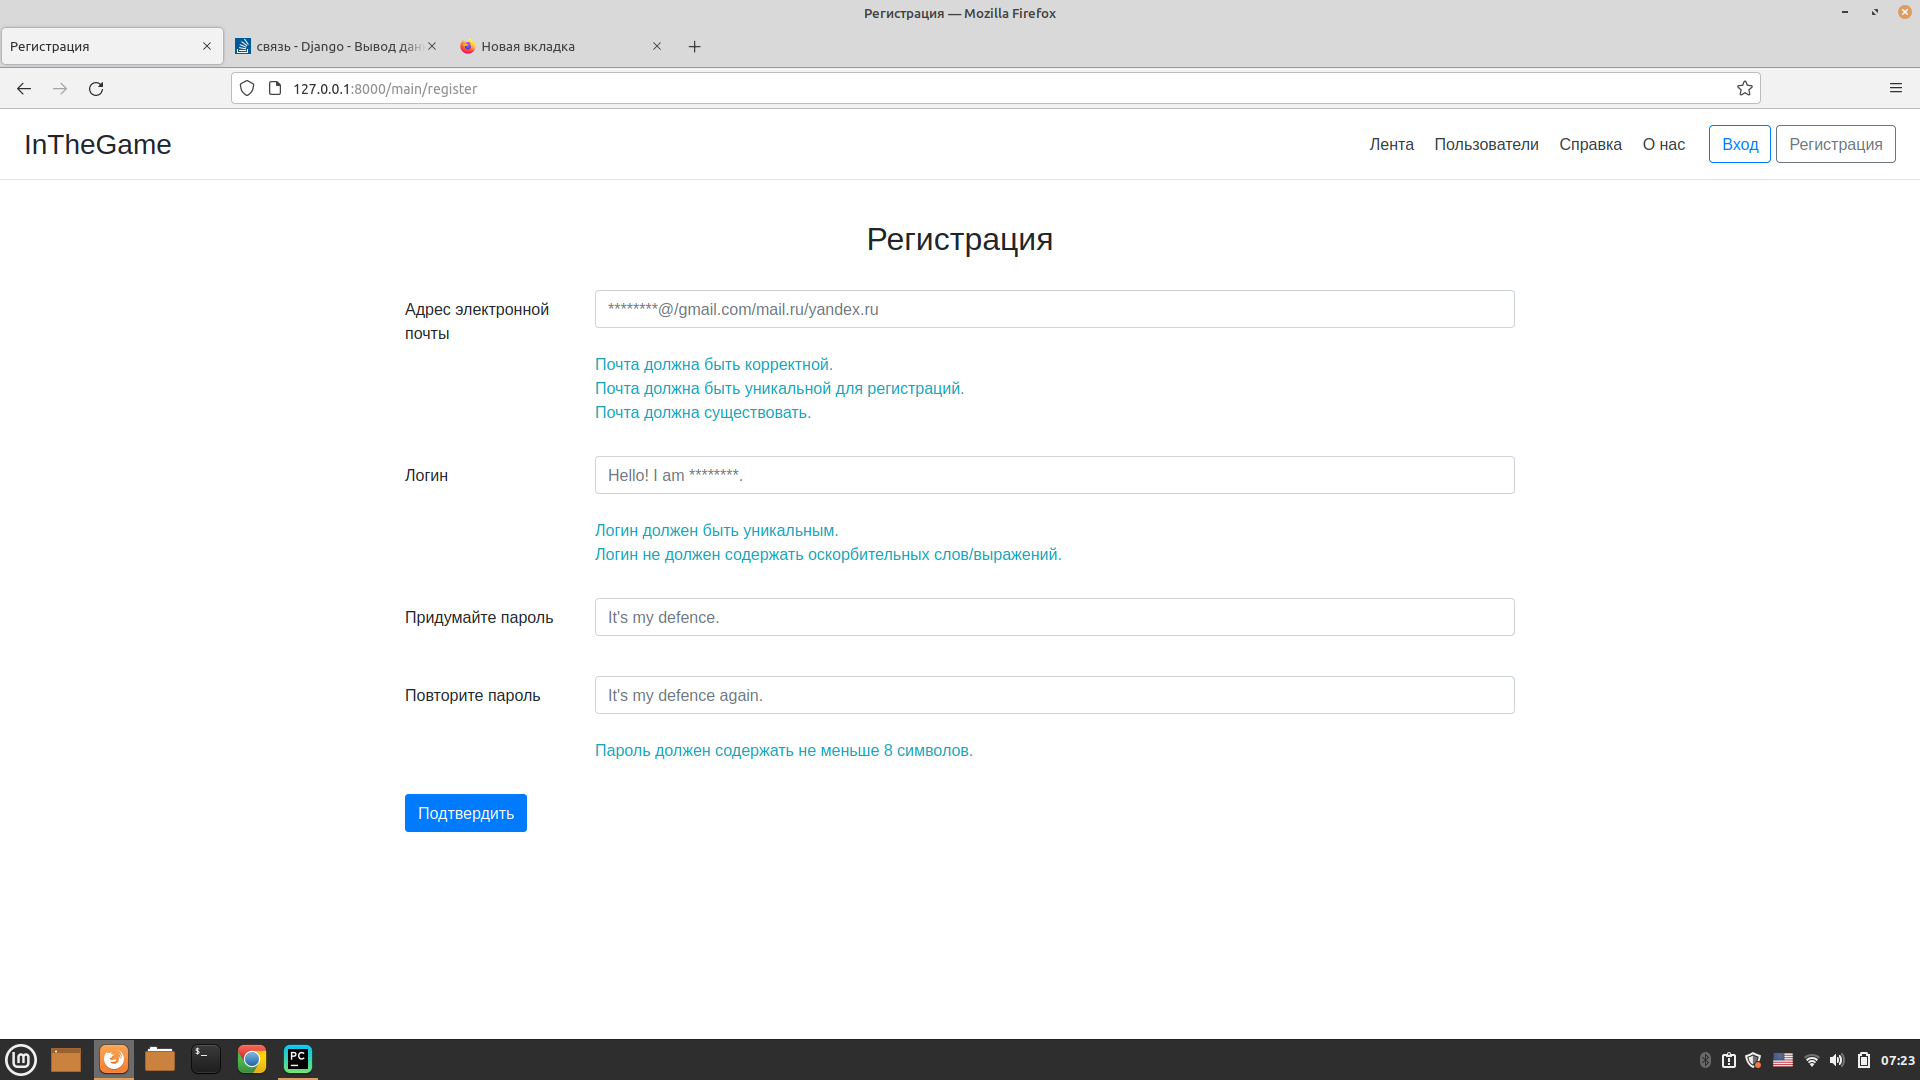 Регистрация — Mozilla Firefox
Регистрация
связь - Django - Вывод дан
Новая вкладка
127.0.0.1:8000/main/register
InTheGame
Лента
Пользователи
Справка
О нас
Вход
Регистрация
Регистрация
Адрес электронной
почты
********@/gmail.com/mail.ru/yandex.ru
Почта должна быть корректной.
Почта должна быть уникальной для регистраций.
Почта должна существовать.
Логин
Hello! I am ********.
Логин должен быть уникальным.
Логин не должен содержать оскорбительных слов/выражений.
Придумайте пароль
It's my defence.
Повторите пароль
It's my defence again.
Пароль должен содержать не меньше 8 символов.
Подтвердить
$_
PC
07:23